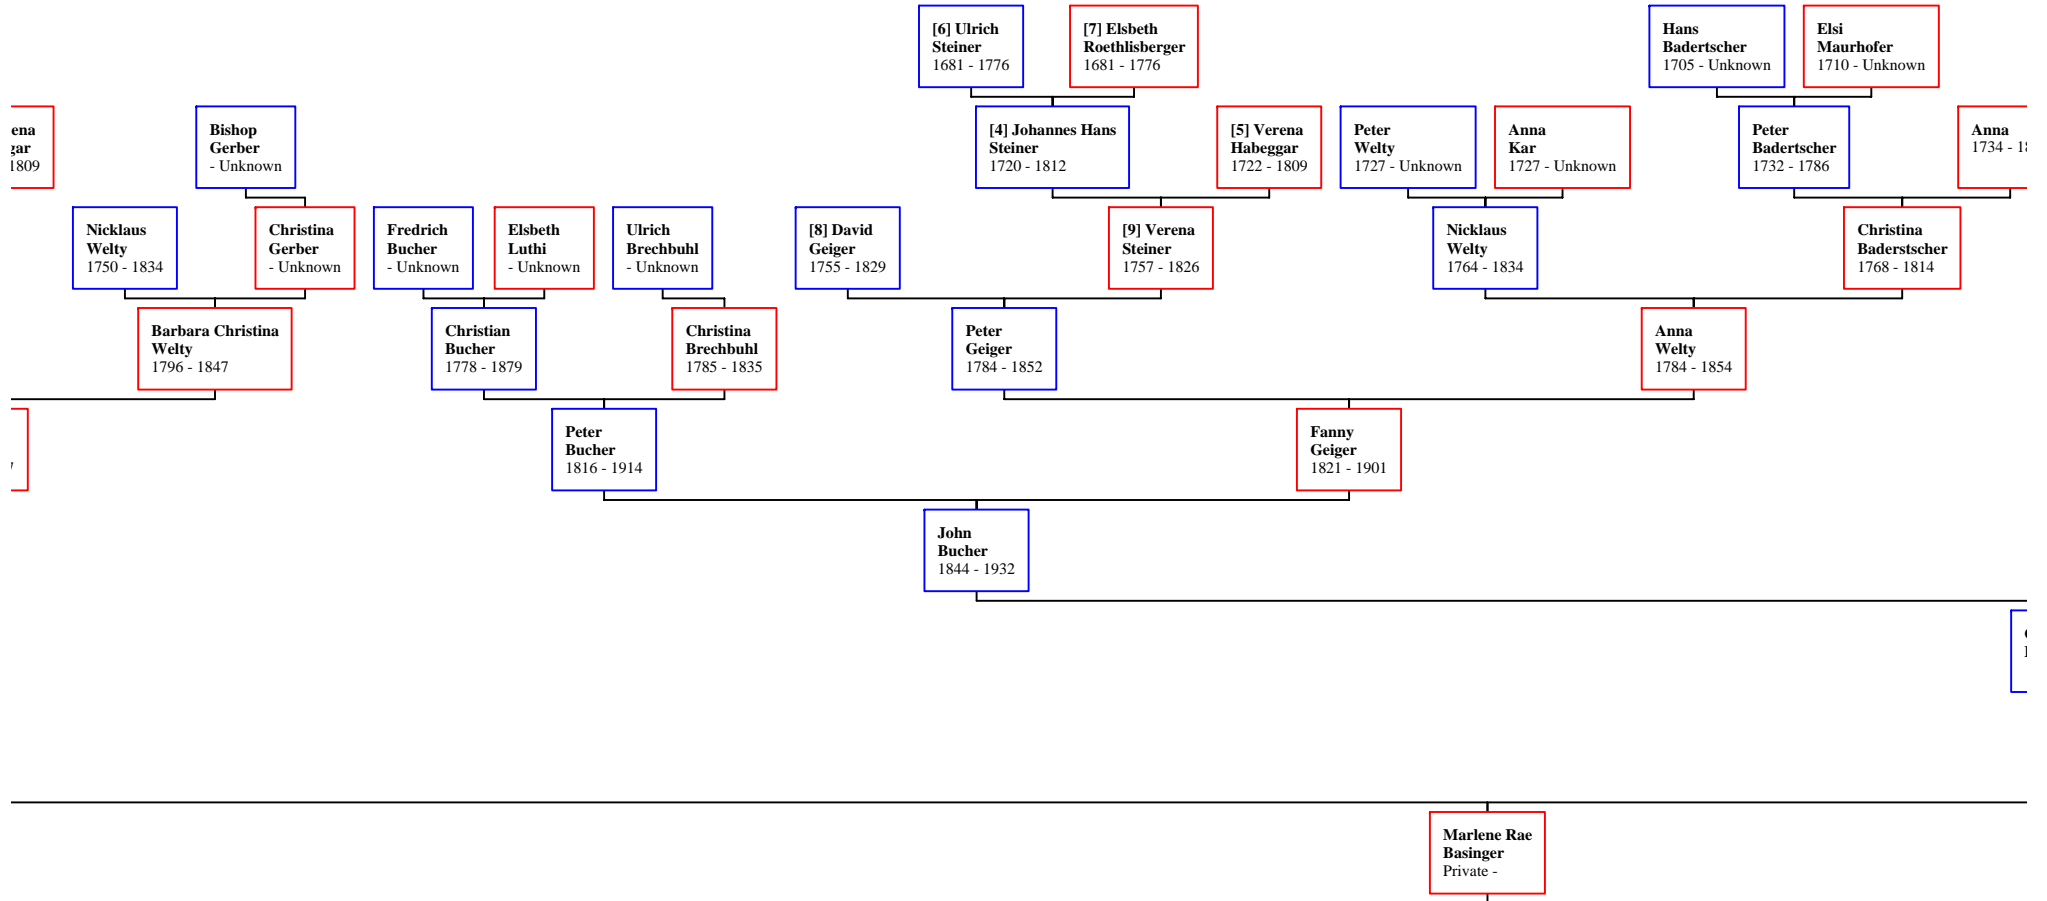 [6] Ulrich
Steiner
1681 - 1776
[7] Elsbeth
Roethlisberger
1681 - 1776
Hans
Badertscher
1705 - Unknown
Elsi
Maurhofer
1710 - Unknown
1809
Bishop
Gerber
- Unknown
[4] Johannes Hans
Steiner
1720 - 1812
[5] Verena
Habeggar
1722 - 1809
Peter
Welty
1727 - Unknown
Anna
Kar
1727 - Unknown
Peter
Badertscher
1732 - 1786
Anna
1734 -
Nicklaus
Welty
1750 - 1834
Christina
Gerber
- Unknown
Fredrich
Bucher
- Unknown
Elsbeth
Luthi
- Unknown
Ulrich
Brechbuhl
- Unknown
[8] David
Geiger
1755 - 1829
[9] Verena
Steiner
1757 - 1826
Nicklaus
Welty
1764 - 1834
Christina
Baderstscher
1768 - 1814
Barbara Christina
Welty
1796 - 1847
Christian
Bucher
1778 - 1879
Christina
Brechbuhl
1785 - 1835
Peter
Geiger
1784 - 1852
Anna
Welty
1784 - 1854
Peter
Bucher
1816 - 1914
Fanny
Geiger
1821 - 1901
John
Bucher
1844 - 1932
Marlene Rae
Basinger
Private -